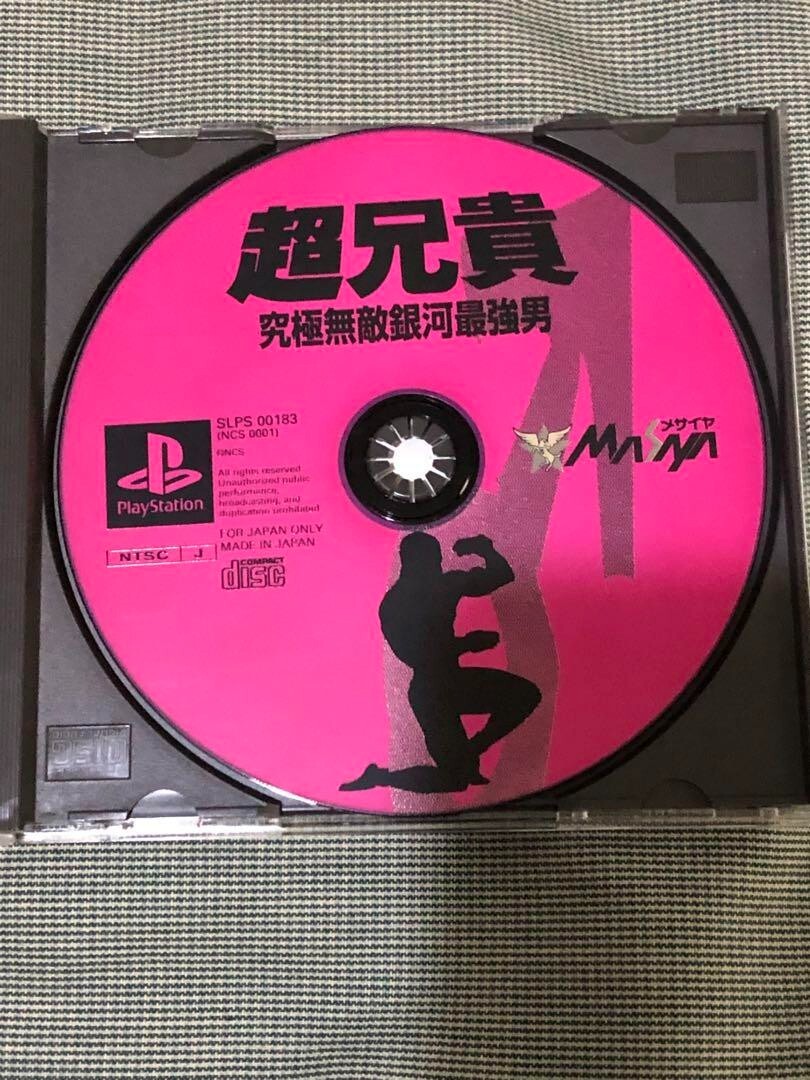 超兄貴
究極無敵銀河最強男
SLPS 00183
(NCS 0001)
©NCS
All rights reserved
Unauthorized public
performance,
broadcasting, and
duplication prohibited
FOR JAPAN ONLY
MADE IN JAPAN
PlayStation
NTSC J
COMPACT
disc
メサイヤ
MASAYA